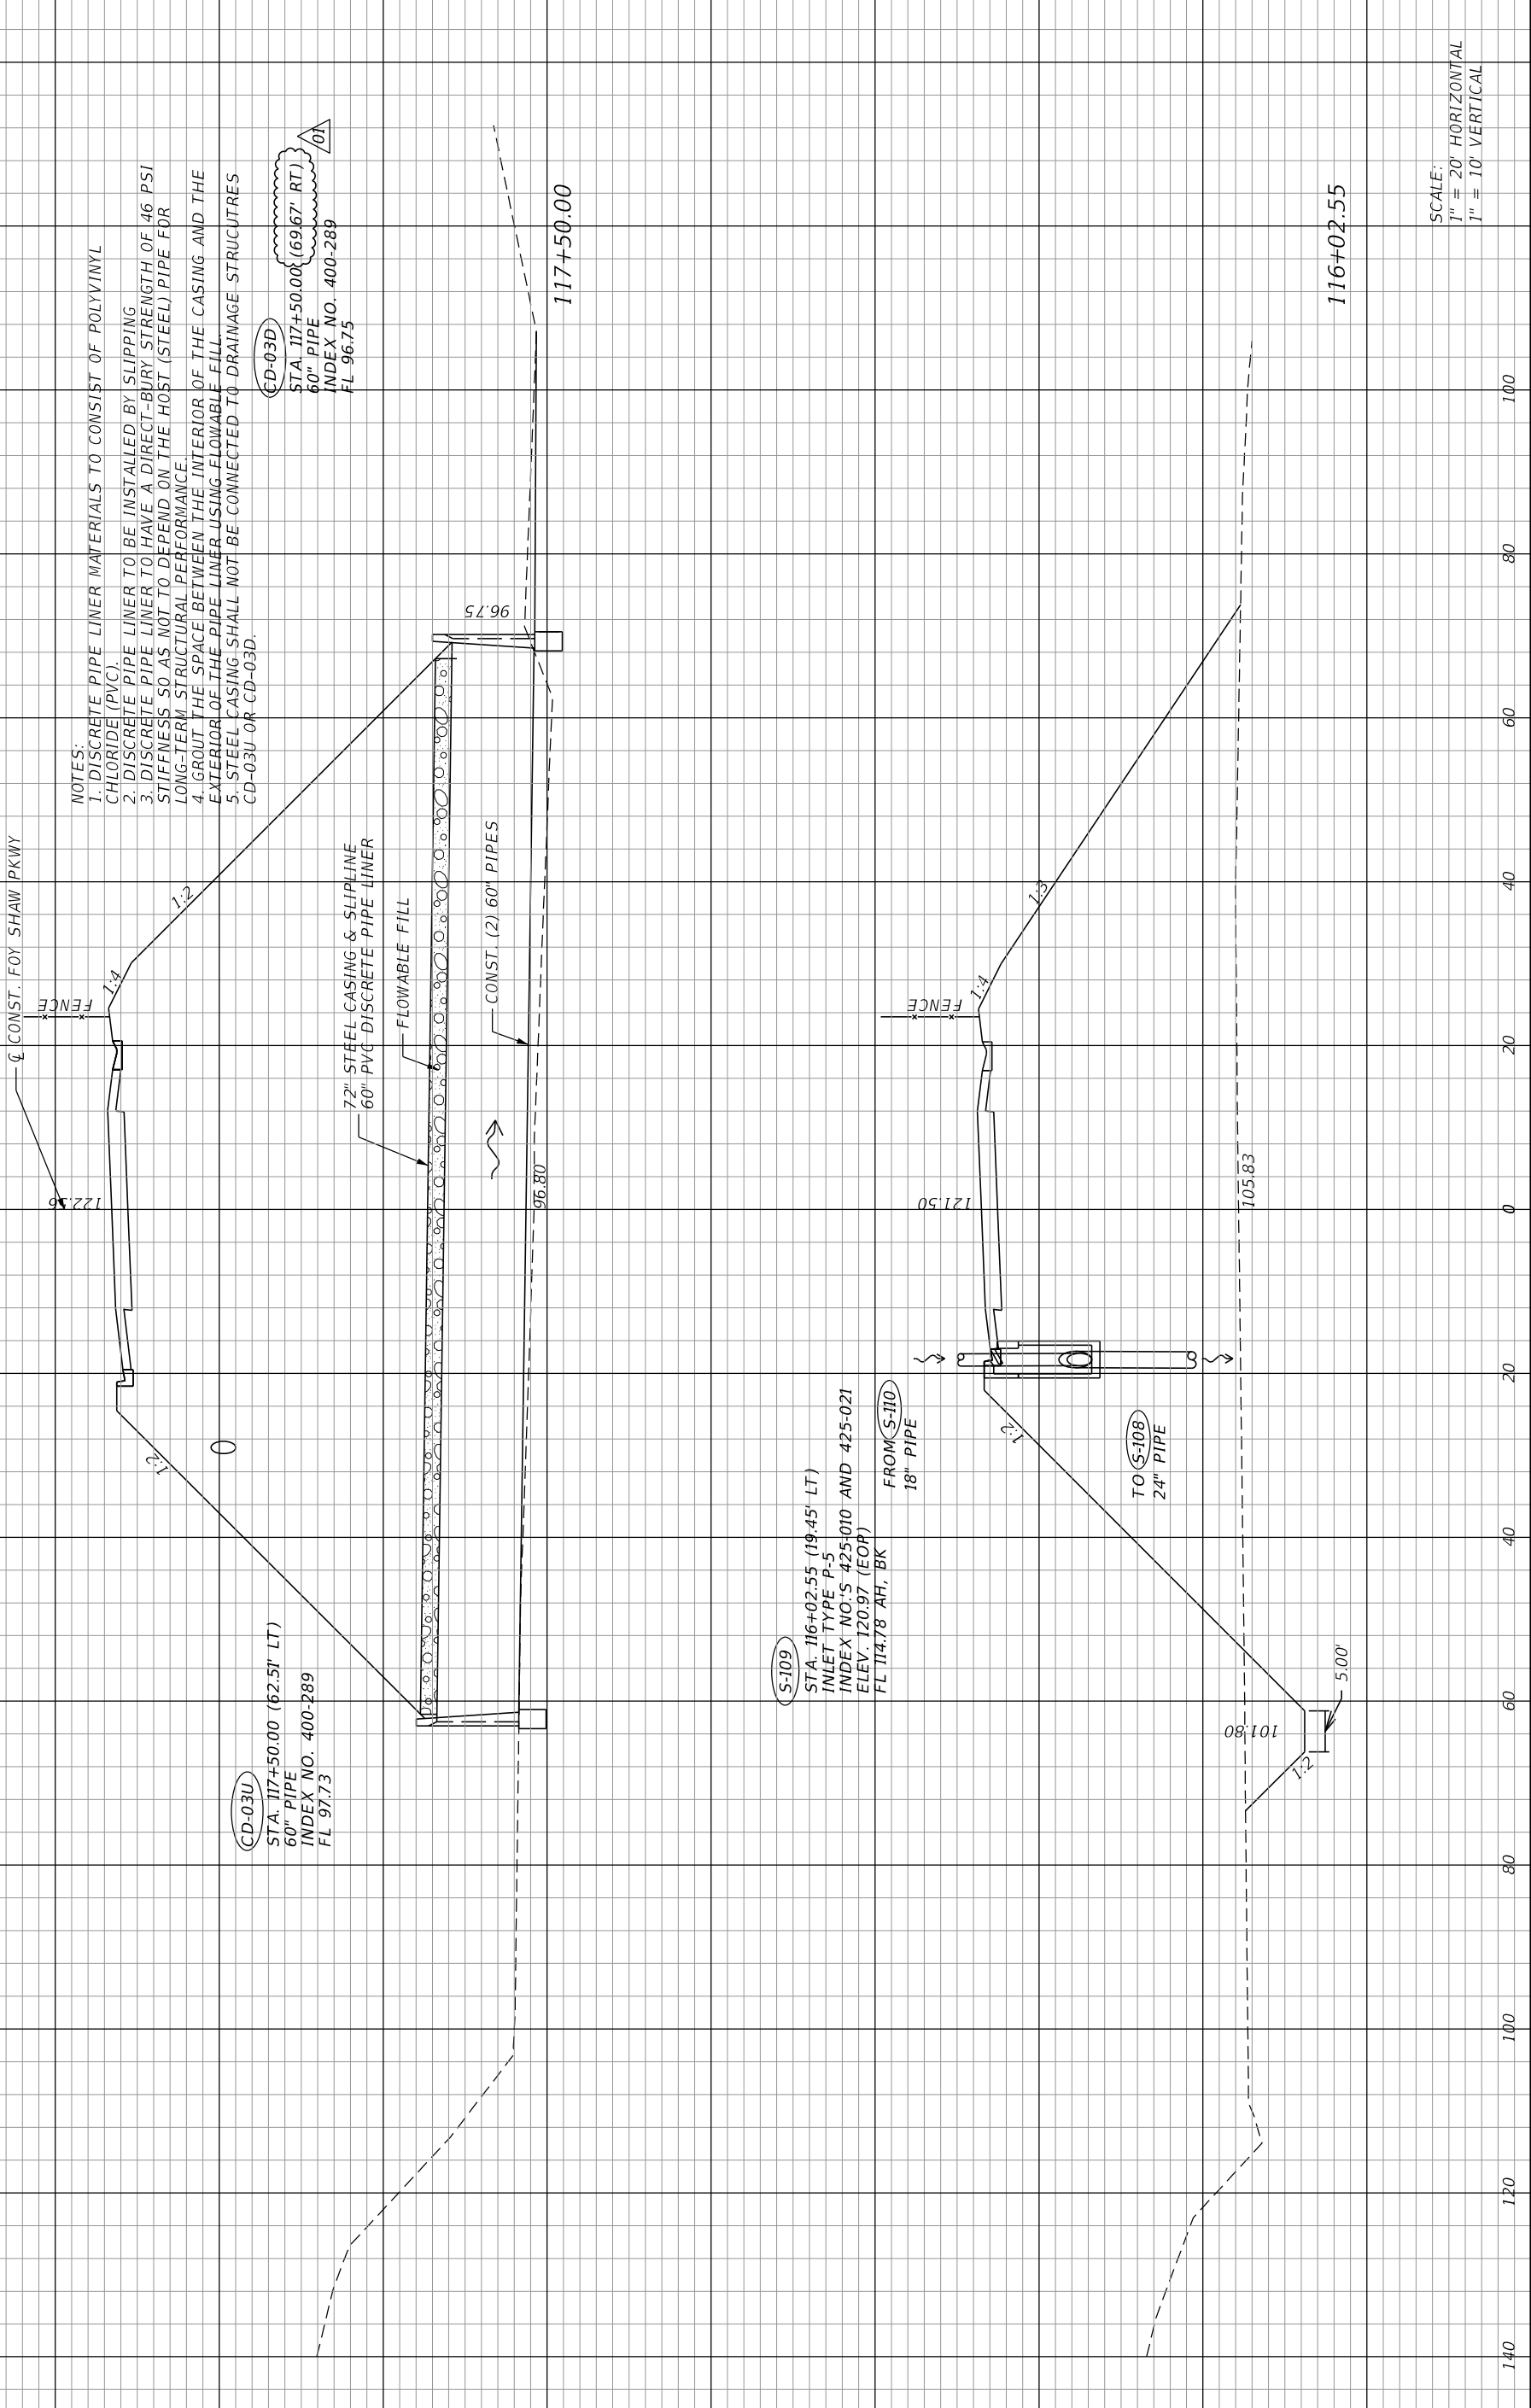 ℄ CONST. FOY SHAW PKWY
NOTES:
1. DISCRETE PIPE LINER MATERIALS TO CONSIST OF POLYVINYL
CHLORIDE (PVC).
2. DISCRETE PIPE LINER TO BE INSTALLED BY SLIPPING
3. DISCRETE PIPE LINER TO HAVE A DIRECT-BURY STRENGTH OF 46 PSI
STIFFNESS SO AS NOT TO DEPEND ON THE HOST (STEEL) PIPE FOR
LONG-TERM STRUCTURAL PERFORMANCE.
4. GROUT THE SPACE BETWEEN THE INTERIOR OF THE CASING AND THE
EXTERIOR OF THE PIPE LINER USING FLOWABLE FILL.
5. STEEL CASING SHALL NOT BE CONNECTED TO DRAINAGE STRUCUTRES
CD-03U OR CD-03D.
FENCE
122.56
1:4
1:2
1:2
0
CD-03U
STA. 117+50.00 (62.51' LT)
60" PIPE
INDEX NO. 400-289
FL 97.73
72" STEEL CASING & SLIPLINE
60" PVC DISCRETE PIPE LINER
FLOWABLE FILL
CONST. (2) 60" PIPES
CD-03D
STA. 117+50.00 (69.67' RT)
60" PIPE
INDEX NO. 400-289
FL 96.75
01
96.75
96.80
117+50.00
S-109
STA. 116+02.55 (19.45' LT)
INLET TYPE P-5
INDEX NO.'S 425-010 AND 425-021
ELEV. 120.97 (EOP)
FL 114.78 AH, BK
FROM S-110
18" PIPE
121.50
FENCE
1:4
1:3
1:2
TO S-108
24" PIPE
105.83
101.80
1:2
5.00'
116+02.55
SCALE:
1" = 20' HORIZONTAL
1" = 10' VERTICAL
140
120
100
80
60
40
20
0
20
40
60
80
100